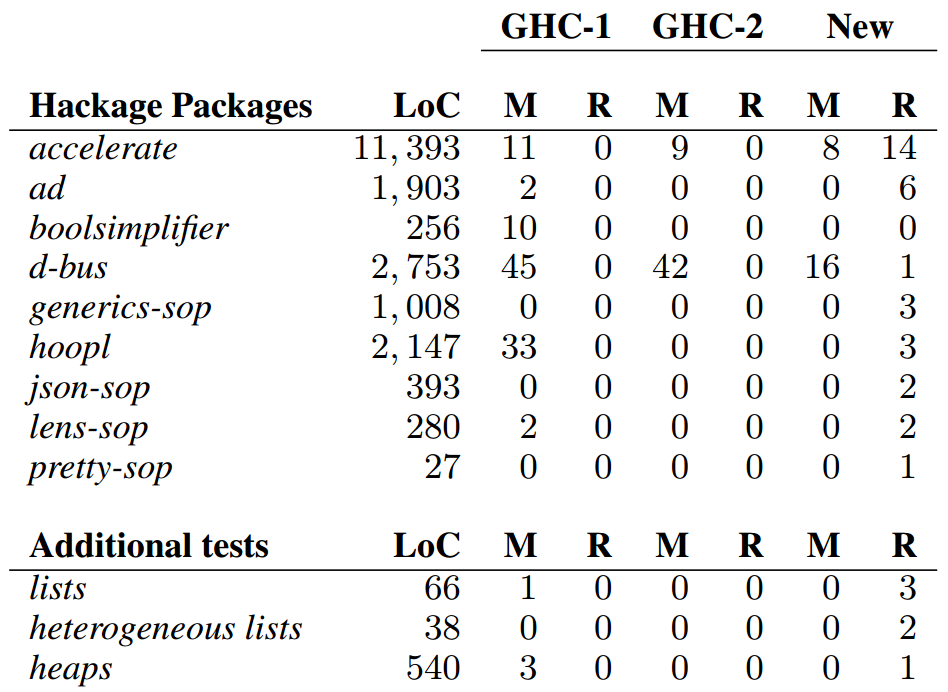 GHC-1 GHC-2 New
Hackage Packages LoC M R M R M R
accelerate 11, 393 11 0 9 0 8 14
ad 1, 903 2 0 0 0 0 6
boolsimplifier 256 10 0 0 0 0 0
d-bus 2, 753 45 0 42 0 16 1
generics-sop 1, 008 0 0 0 0 0 3
hoopl 2, 147 33 0 0 0 0 3
json-sop 393 0 0 0 0 0 2
lens-sop 280 2 0 0 0 0 2
pretty-sop 27 0 0 0 0 0 1
Additional tests LoC M R M R M R
lists 66 1 0 0 0 0 3
heterogeneous lists 38 0 0 0 0 0 2
heaps 540 3 0 0 0 0 1